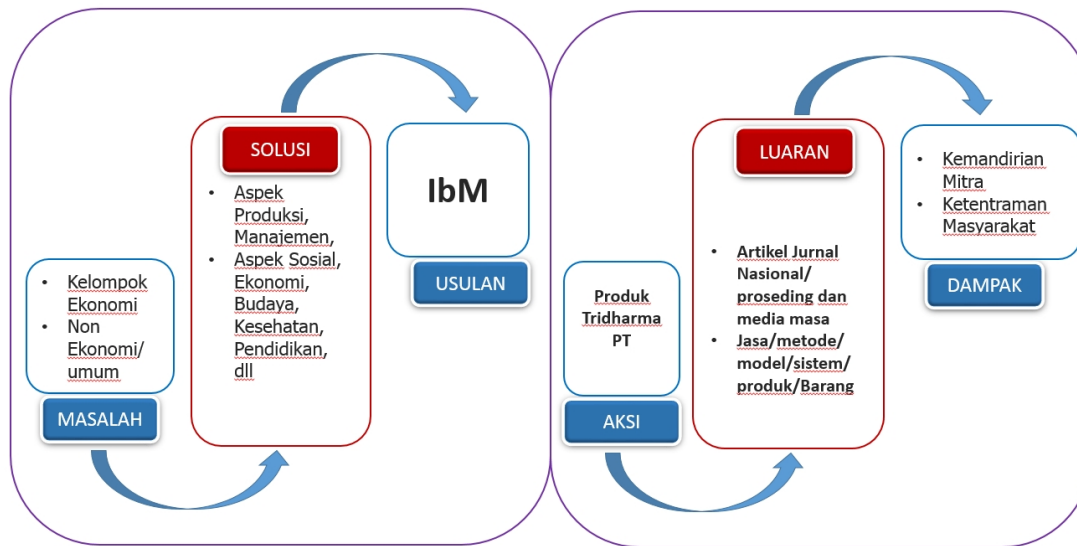 • Kelompok
Ekonomi
• Non
Ekonomi/
umum
MASALAH
SOLUSI
• Aspek
Produksi,
Manajemen,
• Aspek Sosial,
Ekonomi,
Budaya,
Kesehatan,
Pendidikan,
dll
IbM
USULAN
Produk
Tridharma
PT
AKSI
LUARAN
• Artikel Jurnal
Nasional/
proseding dan
media masa
• Jasa/metode/
model/sistem/
produk/Barang
• Kemandirian
Mitra
• Ketentraman
Masyarakat
DAMPAK